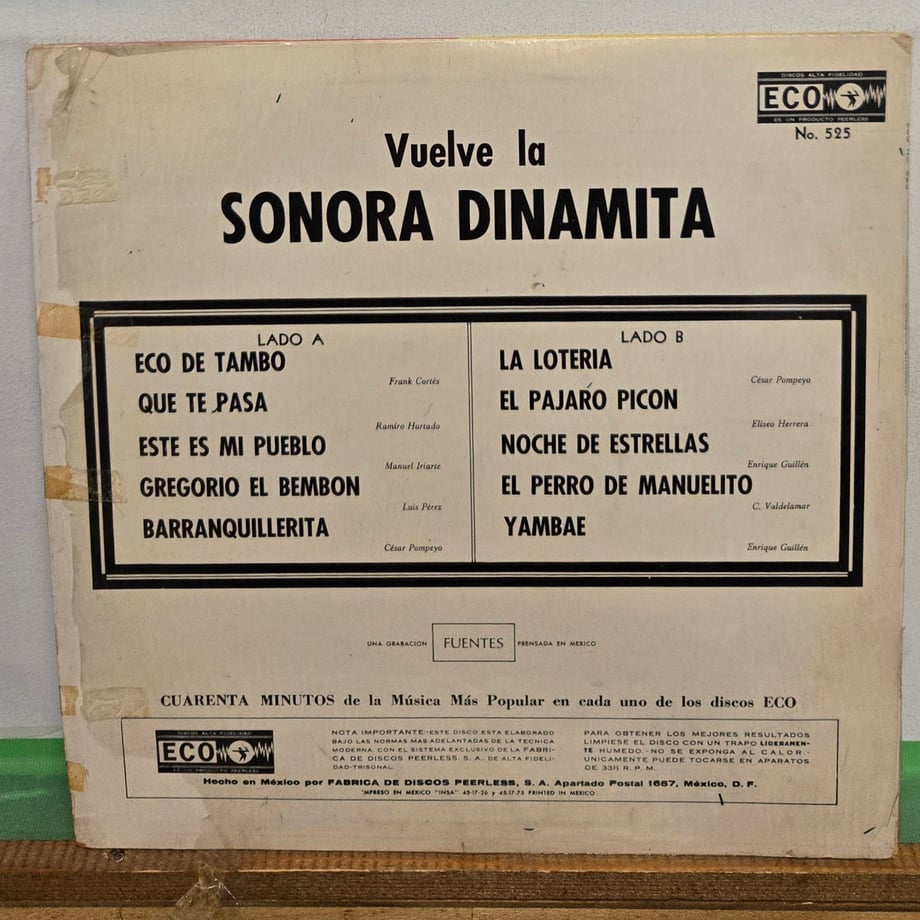 DISCOS ALTA FIDELIDAD
ECO
ES UN PRODUCTO PEERLESS
No. 525
Vuelve la
SONORA DINAMITA
LADO A
ECO DE TAMBO
Frank Cortés
QUE TE PASA
Ramiro Hurtado
ESTE ES MI PUEBLO
Manuel Iriarte
GREGORIO EL BEMBON
Luis Pérez
BARRANQUILLERITA
César Pompeyo
LADO B
LA LOTERIA
César Pompeyo
EL PAJARO PICON
Eliseo Herrera
NOCHE DE ESTRELLAS
Enrique Guillén
EL PERRO DE MANUELITO
C. Valdelamar
YAMBAE
Enrique Guillén
UNA GRABACION FUENTES PRENSADA EN MEXICO
CUARENTA MINUTOS de la Música Más Popular en cada uno de los discos ECO
DISCOS ALTA FIDELIDAD
ECO
ES UN PRODUCTO PEERLESS
NOTA IMPORTANTE-ESTE DISCO ESTA ELABORADO
BAJO LAS NORMAS MAS ADELANTADAS DE LA TECNICA
MODERNA, CON EL SISTEMA EXCLUSIVO DE LA FABRI-
CA DE DISCOS PEERLESS, S. A. DE ALTA FIDELI-
DAD-TRISONAL.
PARA OBTENER LOS MEJORES RESULTADOS
LIMPIESE EL DISCO CON UN TRAPO LIGERAMEN-
TE HUMEDO.-NO SE EXPONGA AL CALOR.-
UNICAMENTE PUEDE TOCARSE EN APARATOS
DE 33⅓ R. P. M.
Hecho en México por FABRICA DE DISCOS PEERLESS, S. A. Apartado Postal 1657, México, D. F.
IMPRESO EN MEXICO "INSA" 45-17-26 y 45-17-75 PRINTED IN MEXICO